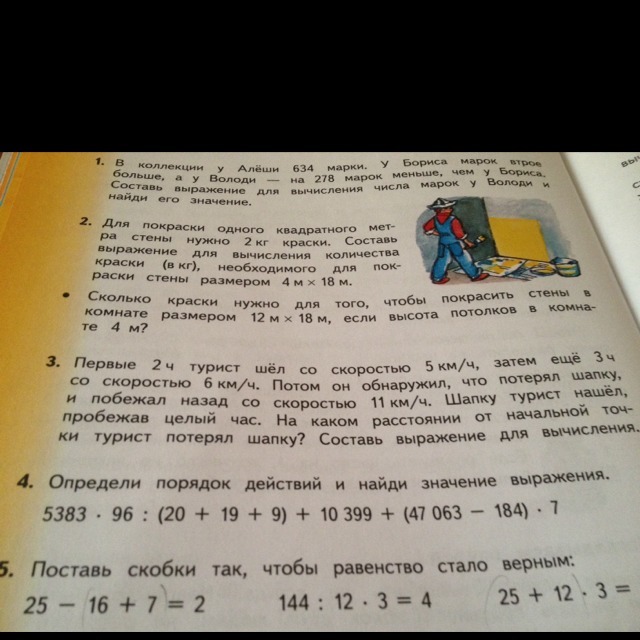 1. В коллекции у Алёши 634 марки. У Бориса марок втрое
больше, а у Володи — на 278 марок меньше, чем у Бориса.
Составь выражение для вычисления числа марок у Володи и
найди его значение.
2. Для покраски одного квадратного мет-
ра стены нужно 2 кг краски. Составь
выражение для вычисления количества
краски (в кг), необходимого для пок-
раски стены размером 4 м × 18 м.
• Сколько краски нужно для того, чтобы покрасить стены в
комнате размером 12 м × 18 м, если высота потолков в комна-
те 4 м?
3. Первые 2 ч турист шёл со скоростью 5 км/ч, затем ещё 3 ч
со скоростью 6 км/ч. Потом он обнаружил, что потерял шапку,
и побежал назад со скоростью 11 км/ч. Шапку турист нашёл,
пробежав целый час. На каком расстоянии от начальной точ-
ки турист потерял шапку? Составь выражение для вычисления.
4. Определи порядок действий и найди значение выражения.
5383 · 96 : (20 + 19 + 9) + 10 399 + (47 063 − 184) · 7
5. Поставь скобки так, чтобы равенство стало верным:
25 − (16 + 7) = 2 144 : 12 · 3 = 4 (25 + 12) · 3 =